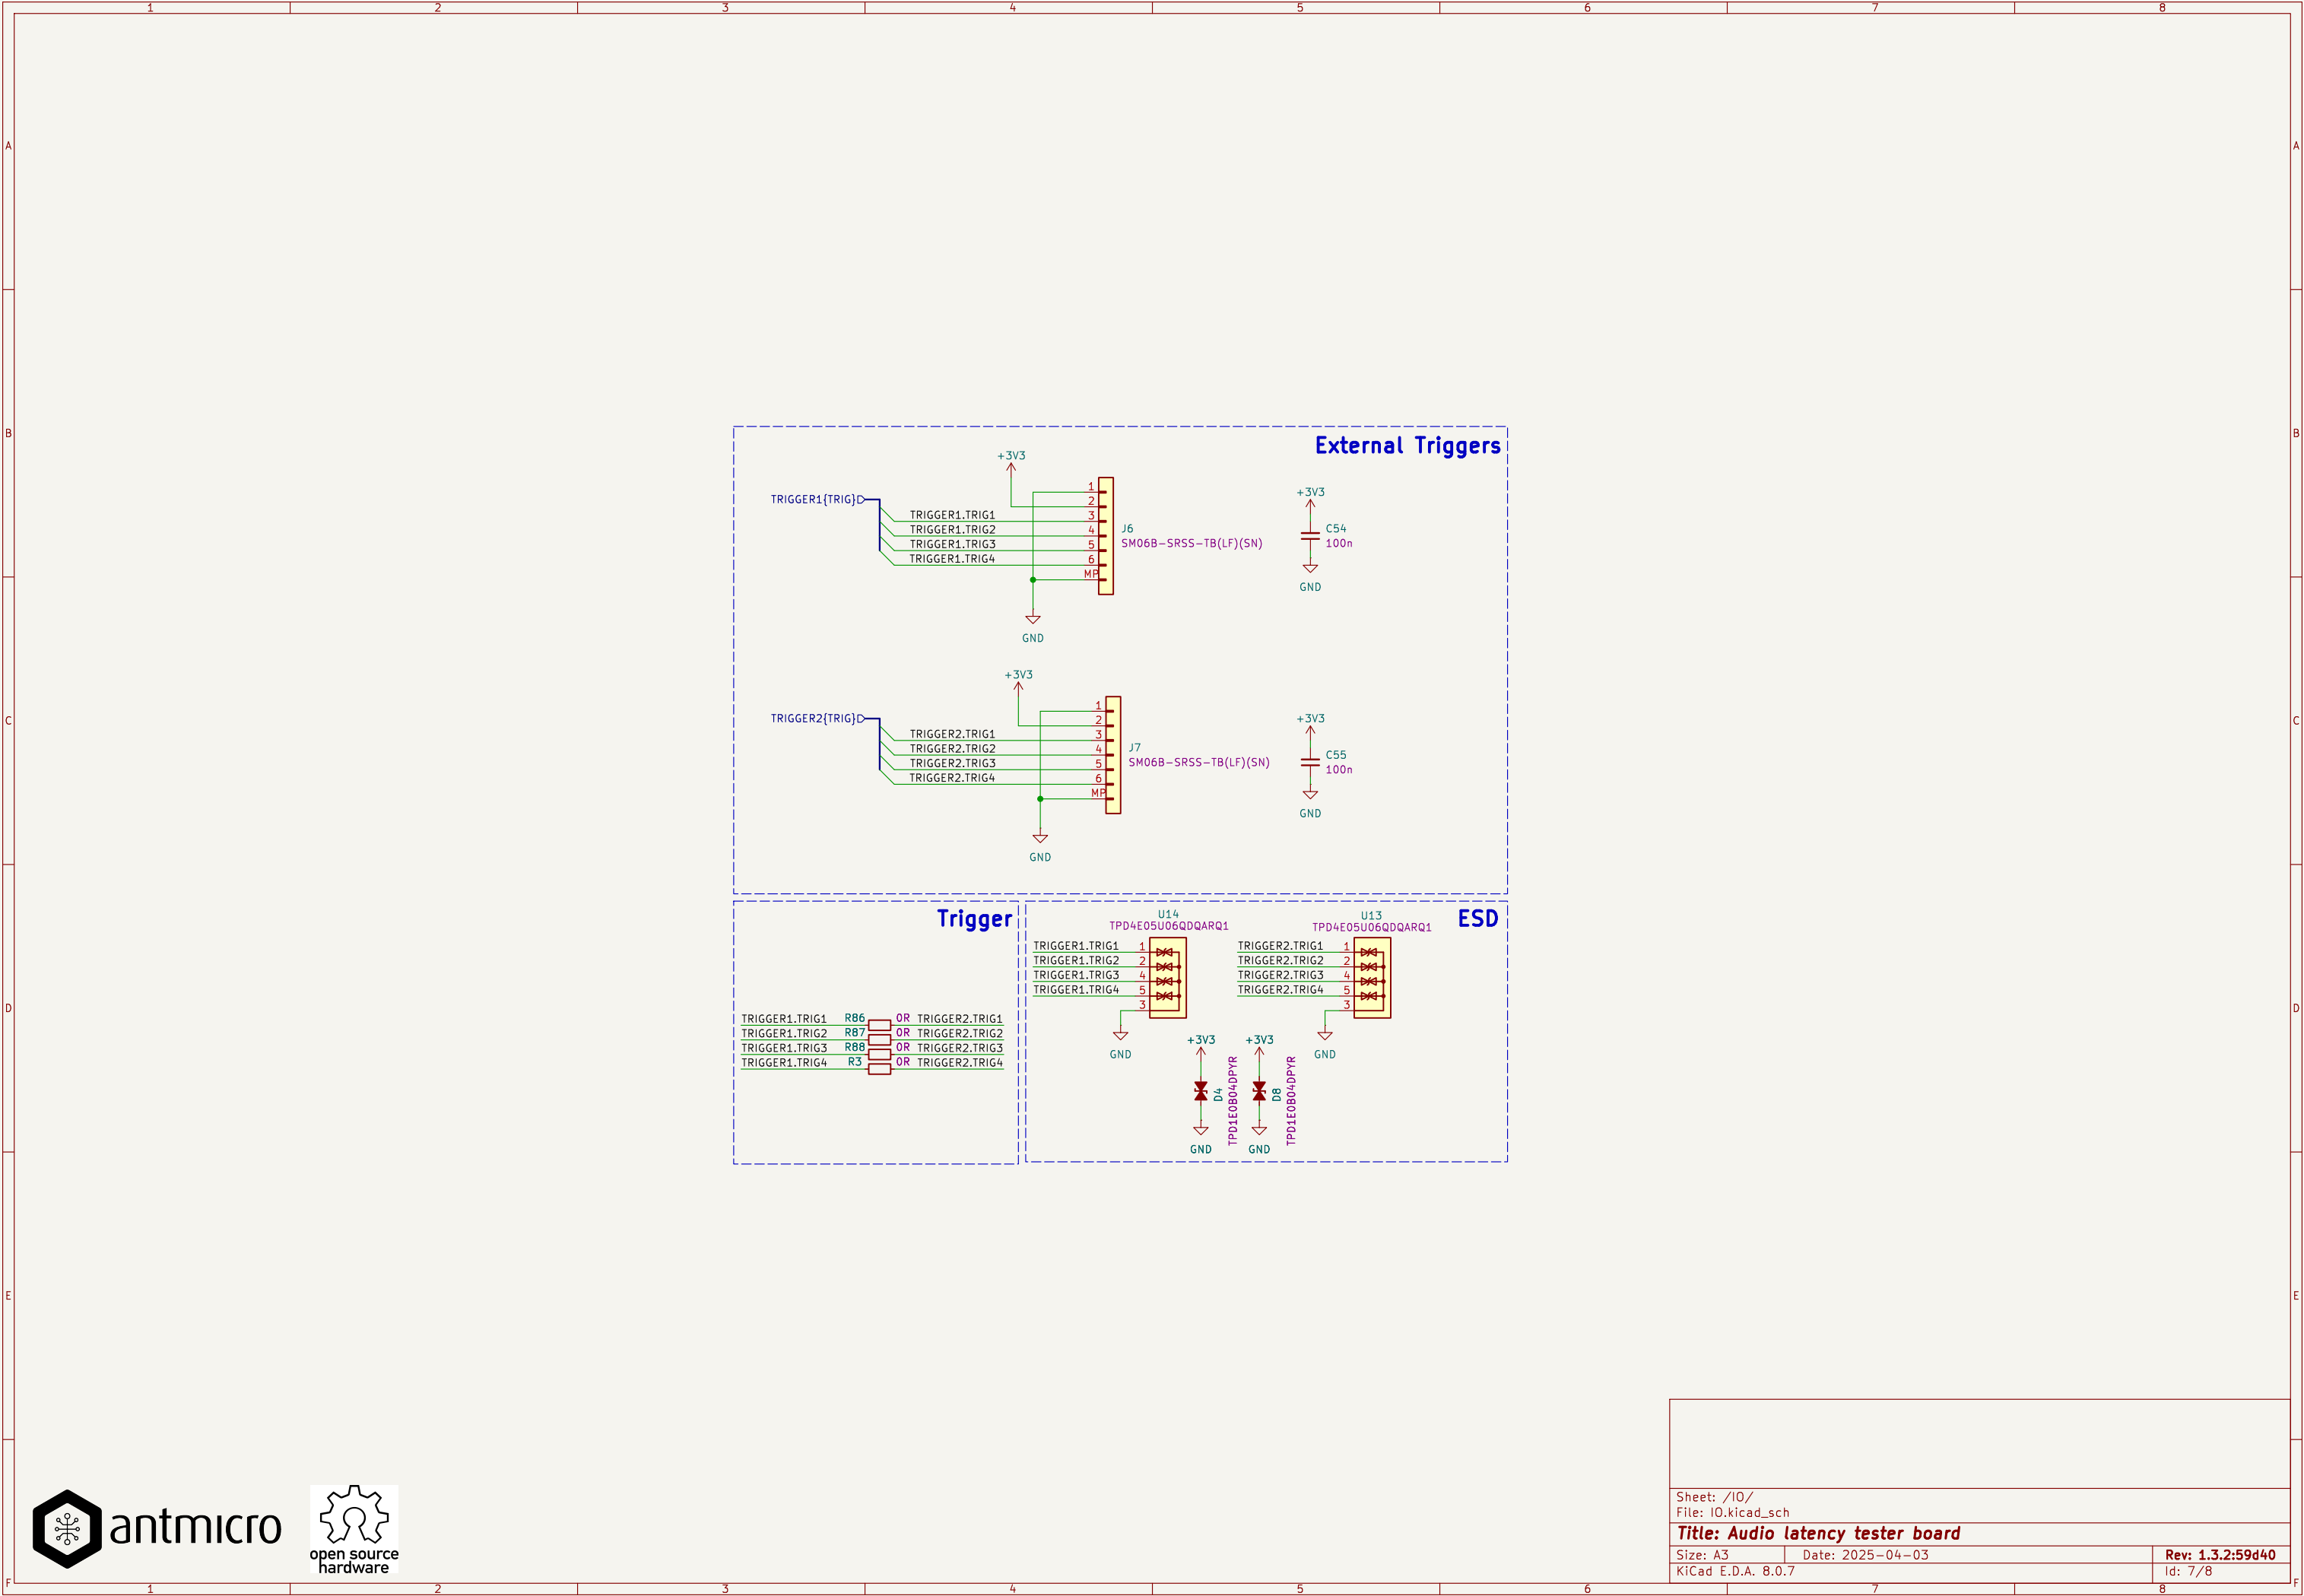 1 2 3 4 5 6 7 8
A A
B B
C C
D D
E E
F F
External Triggers
+3V3
TRIGGER1{TRIG}
TRIGGER1.TRIG1
TRIGGER1.TRIG2
TRIGGER1.TRIG3
TRIGGER1.TRIG4
1
2
3
4
5
6
MP
J6
SM06B-SRSS-TB(LF)(SN)
GND
+3V3
C54
100n
GND
+3V3
TRIGGER2{TRIG}
TRIGGER2.TRIG1
TRIGGER2.TRIG2
TRIGGER2.TRIG3
TRIGGER2.TRIG4
1
2
3
4
5
6
MP
J7
SM06B-SRSS-TB(LF)(SN)
GND
+3V3
C55
100n
GND
Trigger
TRIGGER1.TRIG1 R86 0R TRIGGER2.TRIG1
TRIGGER1.TRIG2 R87 0R TRIGGER2.TRIG2
TRIGGER1.TRIG3 R88 0R TRIGGER2.TRIG3
TRIGGER1.TRIG4 R3 0R TRIGGER2.TRIG4
ESD
U14
TPD4E05U06QDQARQ1
TRIGGER1.TRIG1 1
TRIGGER1.TRIG2 2
TRIGGER1.TRIG3 4
TRIGGER1.TRIG4 5
3
GND
U13
TPD4E05U06QDQARQ1
TRIGGER2.TRIG1 1
TRIGGER2.TRIG2 2
TRIGGER2.TRIG3 4
TRIGGER2.TRIG4 5
3
GND
+3V3
D4
TPD1E0B04DPYR
GND
+3V3
D8
TPD1E0B04DPYR
GND
antmicro
open source
hardware
Sheet: /IO/
File: IO.kicad_sch
Title: Audio latency tester board
Size: A3 Date: 2025-04-03 Rev: 1.3.2:59d40
KiCad E.D.A. 8.0.7 Id: 7/8
1 2 3 4 5 6 7 8